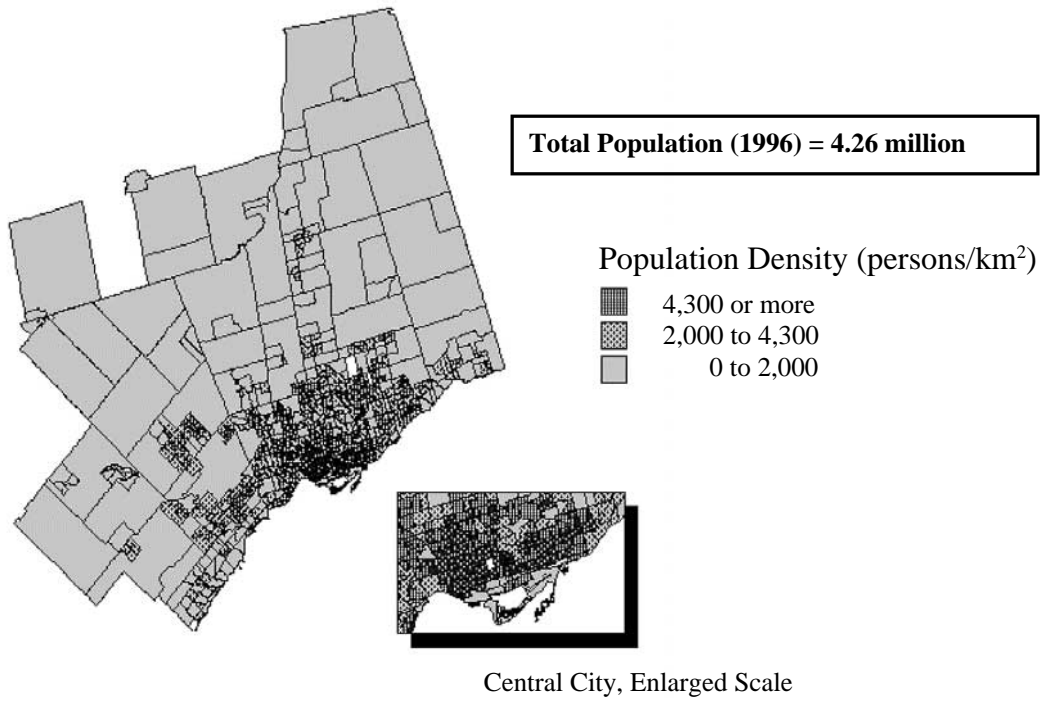 Total Population (1996) = 4.26 million
Population Density (persons/km²)
4,300 or more
2,000 to 4,300
0 to 2,000
Central City, Enlarged Scale